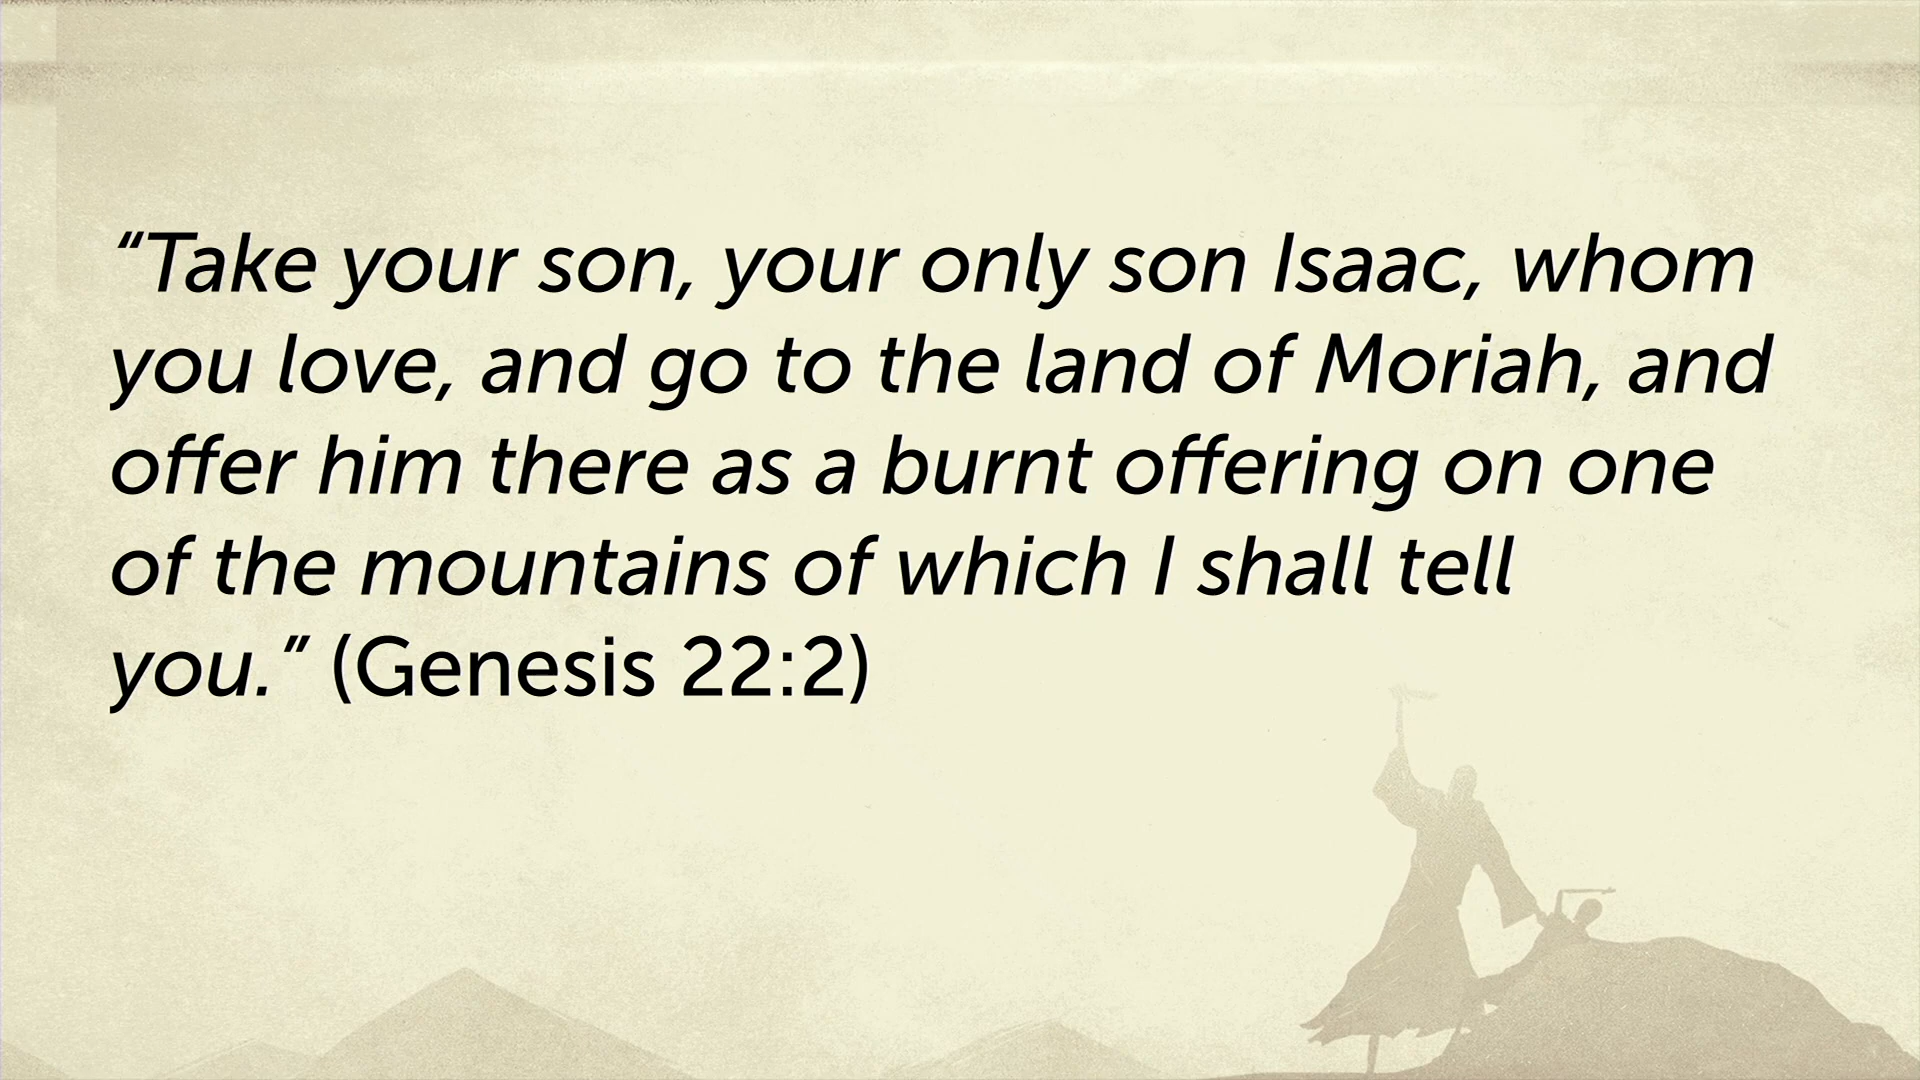 “Take your son, your only son Isaac, whom
you love, and go to the land of Moriah, and
offer him there as a burnt offering on one
of the mountains of which I shall tell
you.” (Genesis 22:2)